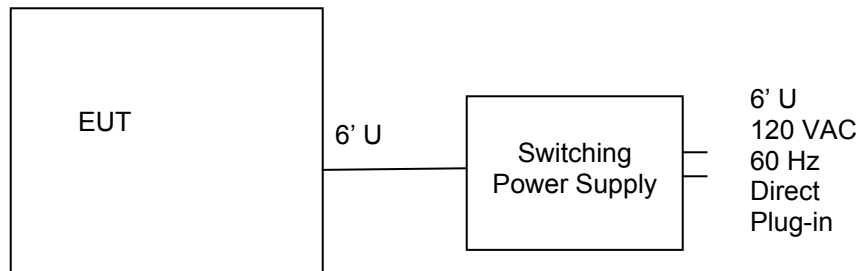 EUT
6’ U
Switching
Power Supply
6’ U
120 VAC
60 Hz
Direct
Plug-in